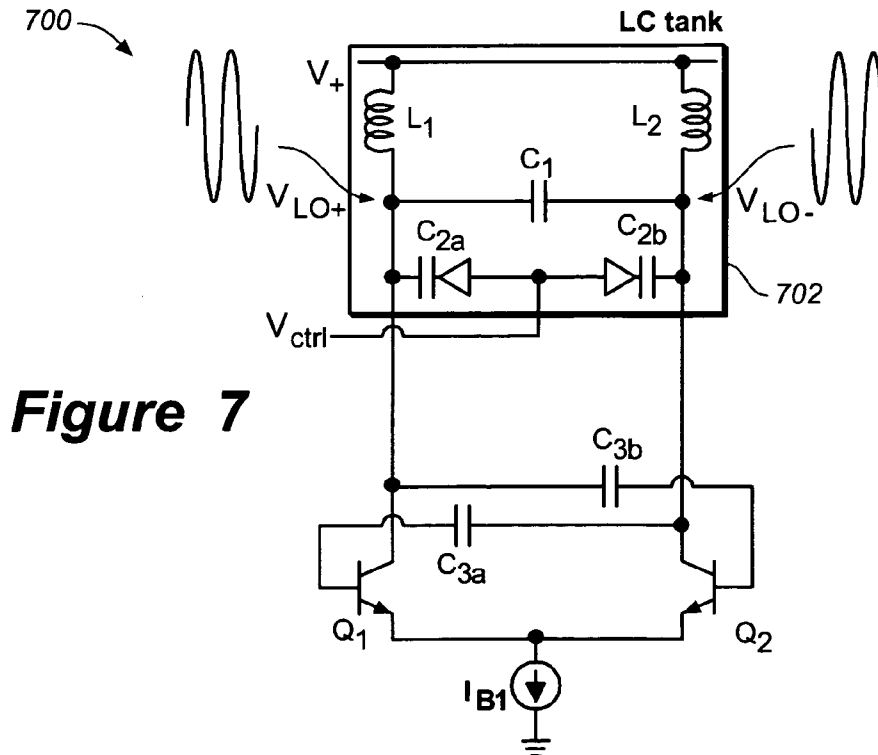 700
LC tank
V+
L1
L2
C1
VLO+
VLO-
C2a
C2b
702
Vctrl
Figure 7
C3b
C3a
Q1
Q2
IB1